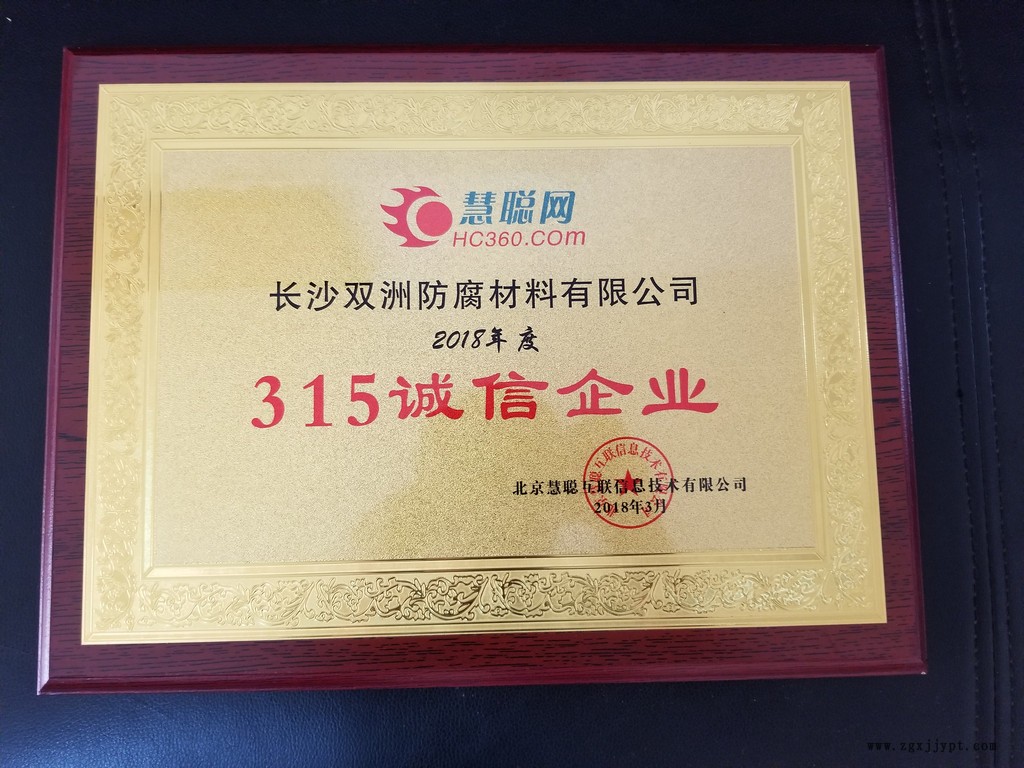 慧聪网
HC360.com
长沙双洲防腐材料有限公司
2018年度
315诚信企业
北京慧聪互联信息技术有限公司
2018年3月
www.zgxjjypt.com